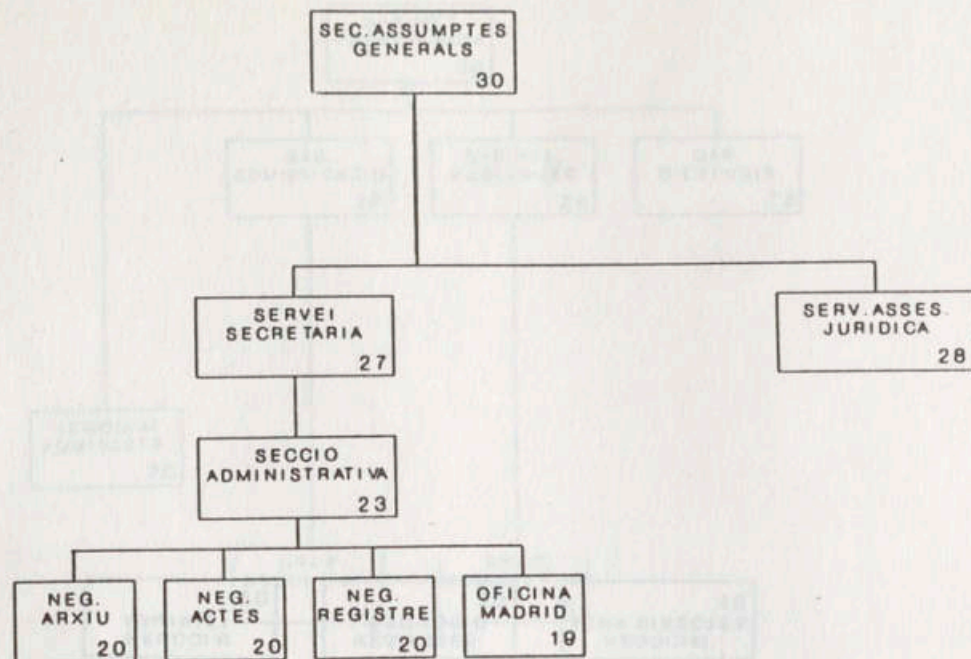 SEC. ASSUMPTES
GENERALS
30
SERVEI
SECRETARIA
27
SERV. ASSES.
JURIDICA
28
SECCIO
ADMINISTRATIVA
23
NEG.
ARXIU
20
NEG.
ACTES
20
NEG.
REGISTRE
20
OFICINA
MADRID
19